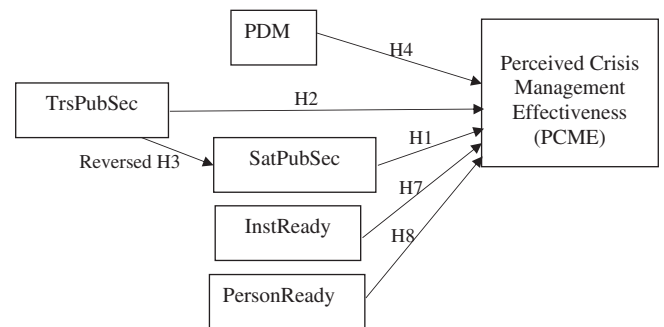 PDM
H4
Perceived Crisis
Management
Effectiveness
(PCME)
TrsPubSec
H2
Reversed H3
SatPubSec
H1
InstReady
H7
PersonReady
H8